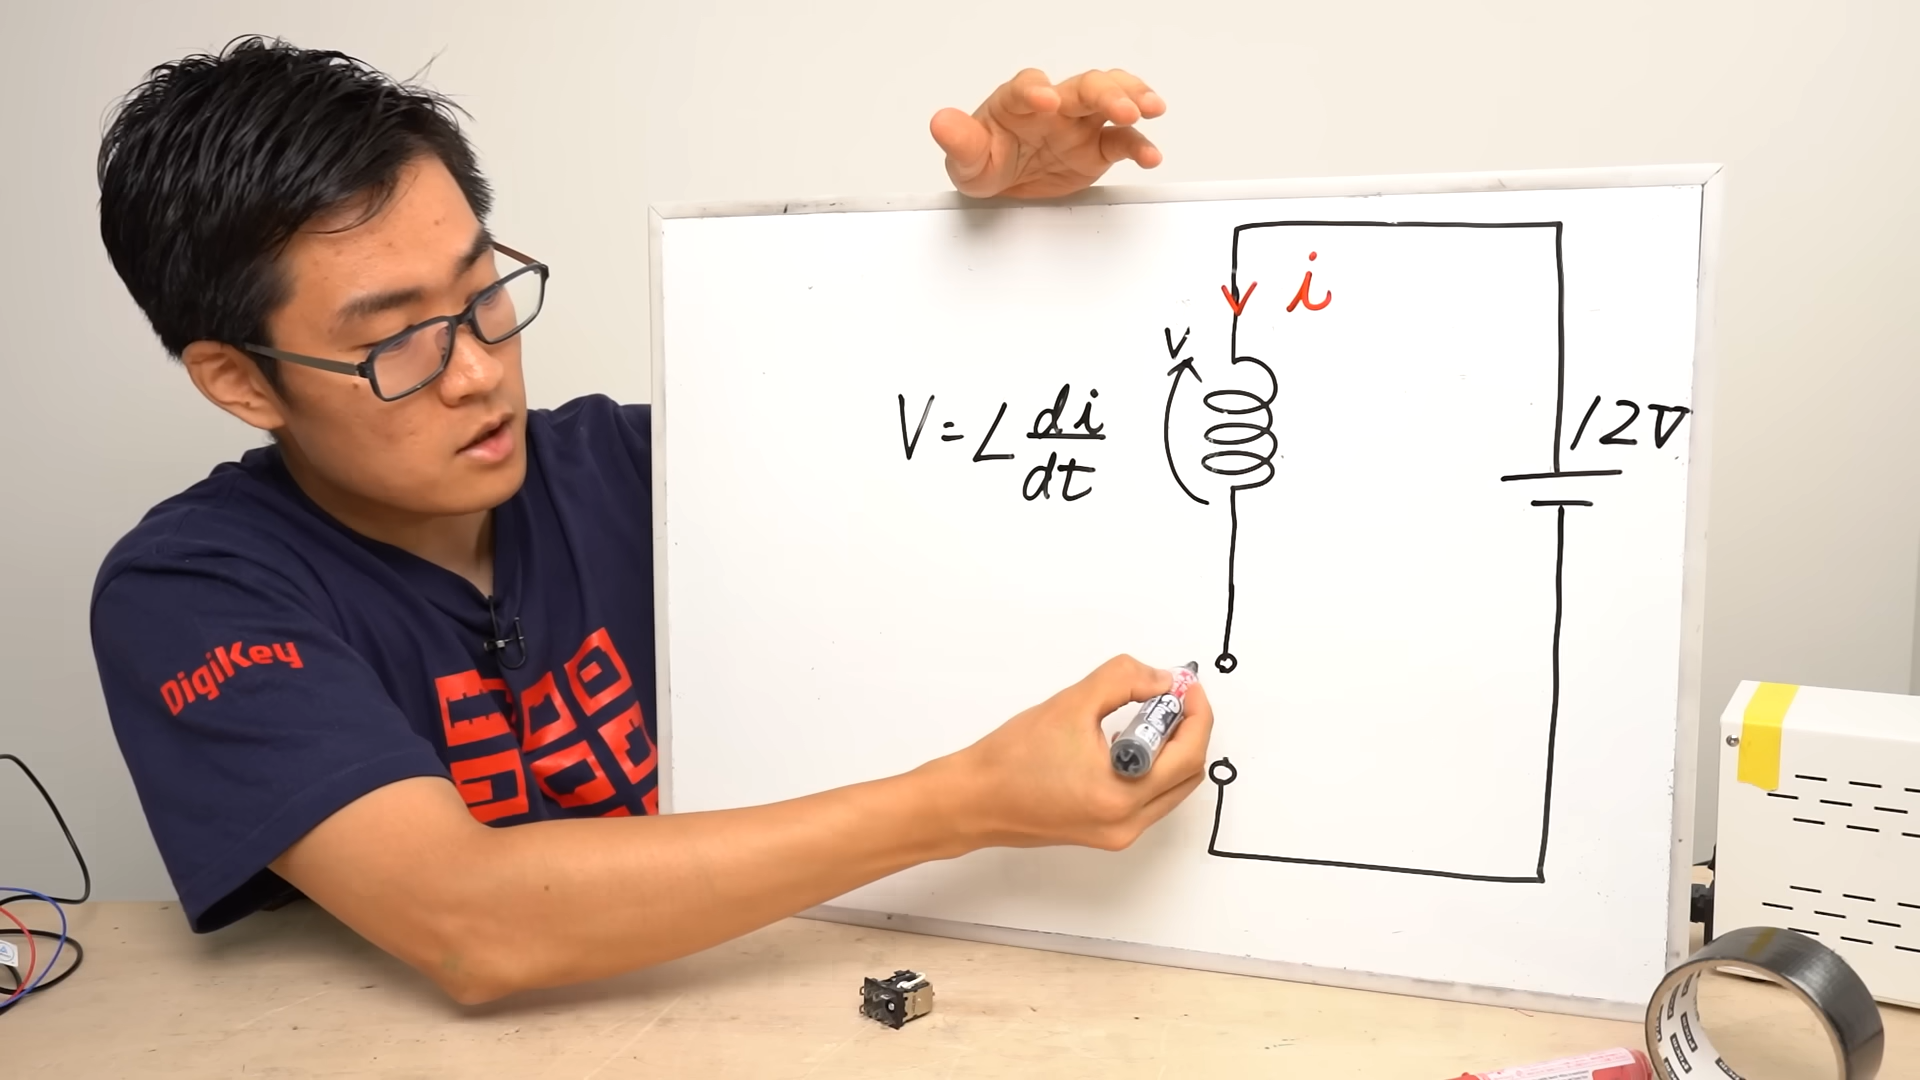 i
V
V = L di/dt
12V
DigiKey